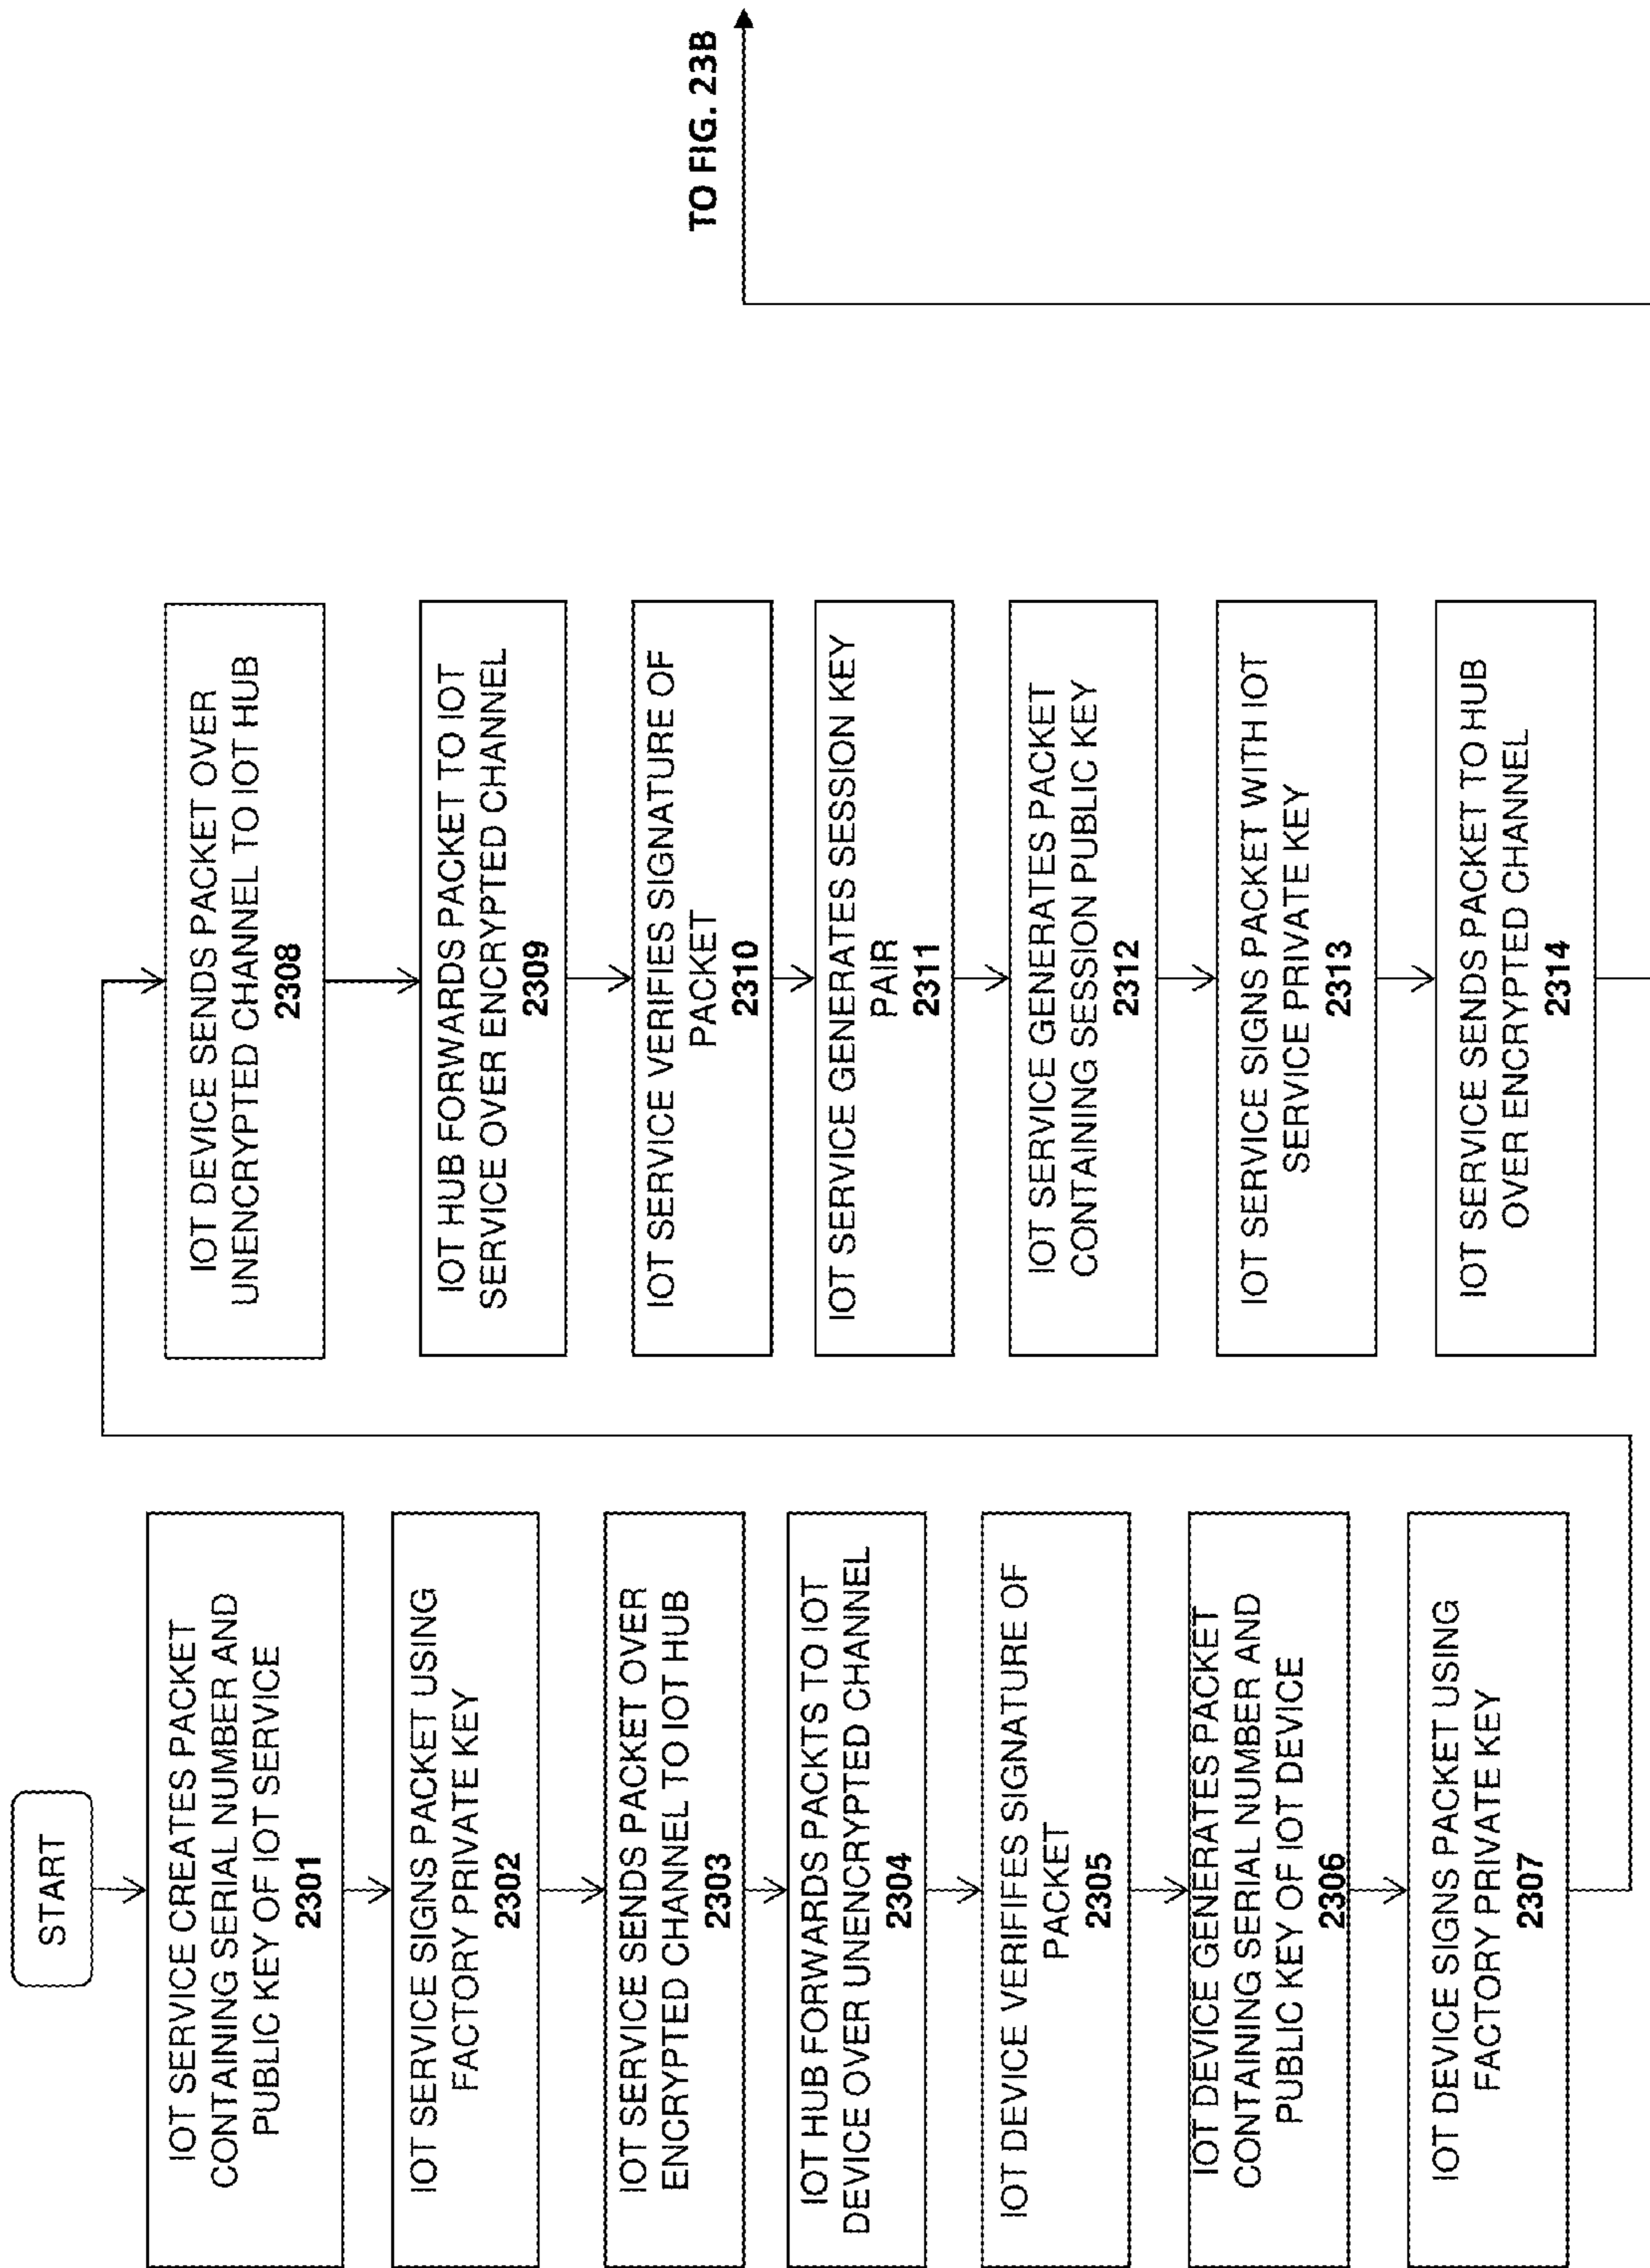 START
IOT SERVICE CREATES PACKET
CONTAINING SERIAL NUMBER AND
PUBLIC KEY OF IOT SERVICE
2301
IOT SERVICE SIGNS PACKET USING
FACTORY PRIVATE KEY
2302
IOT SERVICE SENDS PACKET OVER
ENCRYPTED CHANNEL TO IOT HUB
2303
IOT HUB FORWARDS PACKTS TO IOT
DEVICE OVER UNENCRYPTED CHANNEL
2304
IOT DEVICE VERIFIFES SIGNATURE OF
PACKET
2305
IOT DEVICE GENERATES PACKET
CONTAINING SERIAL NUMBER AND
PUBLIC KEY OF IOT DEVICE
2306
IOT DEVICE SIGNS PACKET USING
FACTORY PRIVATE KEY
2307
IOT DEVICE SENDS PACKET OVER
UNENCRYPTED CHANNEL TO IOT HUB
2308
IOT HUB FORWARDS PACKET TO IOT
SERVICE OVER ENCRYPTED CHANNEL
2309
IOT SERVICE VERIFIES SIGNATURE OF
PACKET
2310
IOT SERVICE GENERATES SESSION KEY
PAIR
2311
IOT SERVICE GENERATES PACKET
CONTAINING SESSION PUBLIC KEY
2312
IOT SERVICE SIGNS PACKET WITH IOT
SERVICE PRIVATE KEY
2313
IOT SERVICE SENDS PACKET TO HUB
OVER ENCRYPTED CHANNEL
2314
TO FIG. 23B